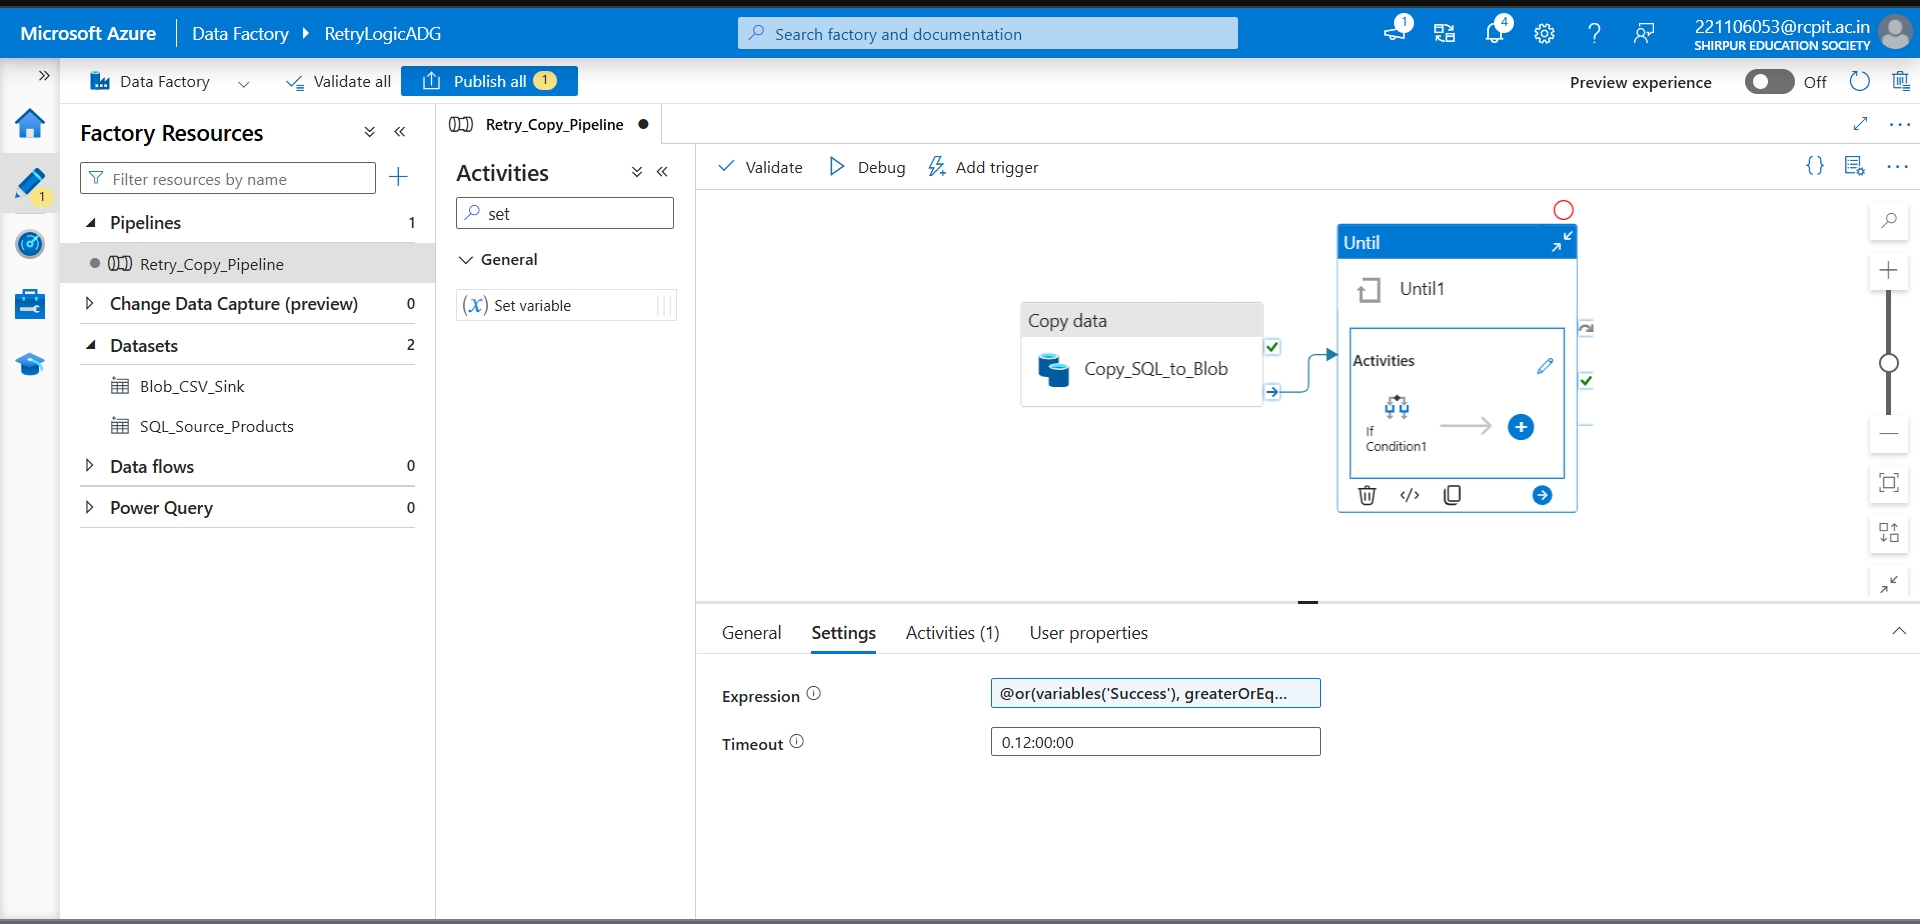 Microsoft Azure
Data Factory
RetryLogicADG
Search factory and documentation
1
4
221106053@rcpit.ac.in
SHIRPUR EDUCATION SOCIETY
Data Factory
Validate all
Publish all
1
Preview experience
Off
1
Factory Resources
Filter resources by name
Pipelines
1
Retry_Copy_Pipeline
Change Data Capture (preview)
0
Datasets
2
Blob_CSV_Sink
SQL_Source_Products
Data flows
0
Power Query
0
Retry_Copy_Pipeline
Activities
set
General
(x) Set variable
Validate
Debug
Add trigger
{}
Copy data
Copy_SQL_to_Blob
Until
Until1
Activities
If
Condition1
General
Settings
Activities (1)
User properties
Expression
@or(variables('Success'), greaterOrEq...
Timeout
0.12:00:00